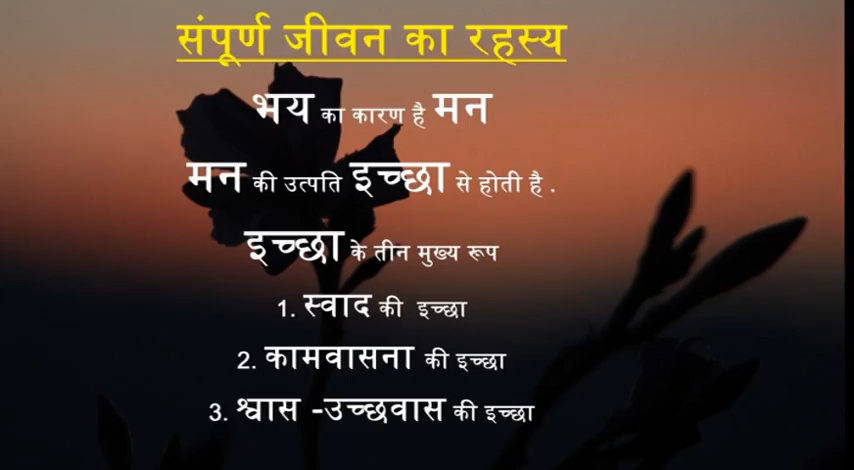 संपूर्ण जीवन का रहस्य
भय का कारण है मन
मन की उत्पति इच्छा से होती है .
इच्छा के तीन मुख्य रूप
1. स्वाद की इच्छा
2. कामवासना की इच्छा
3. श्वास -उच्छवास की इच्छा